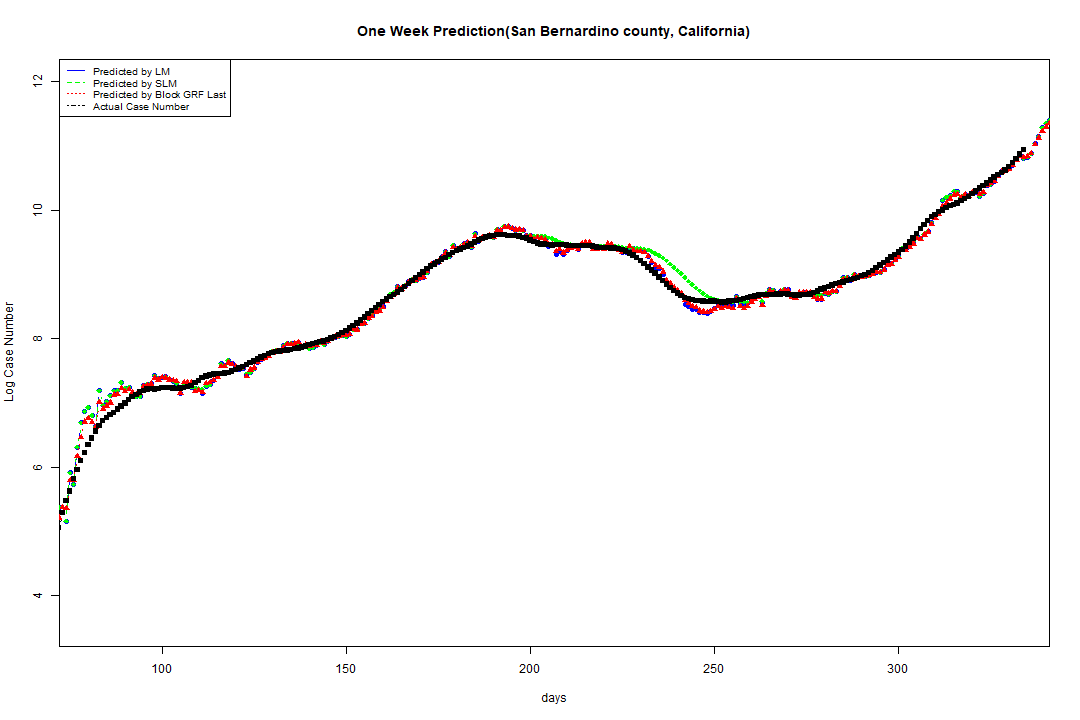 One Week Prediction(San Bernardino county, California)
Predicted by LM
Predicted by SLM
Predicted by Block GRF Last
Actual Case Number
12
10
8
6
4
Log Case Number
100 150 200 250 300
days